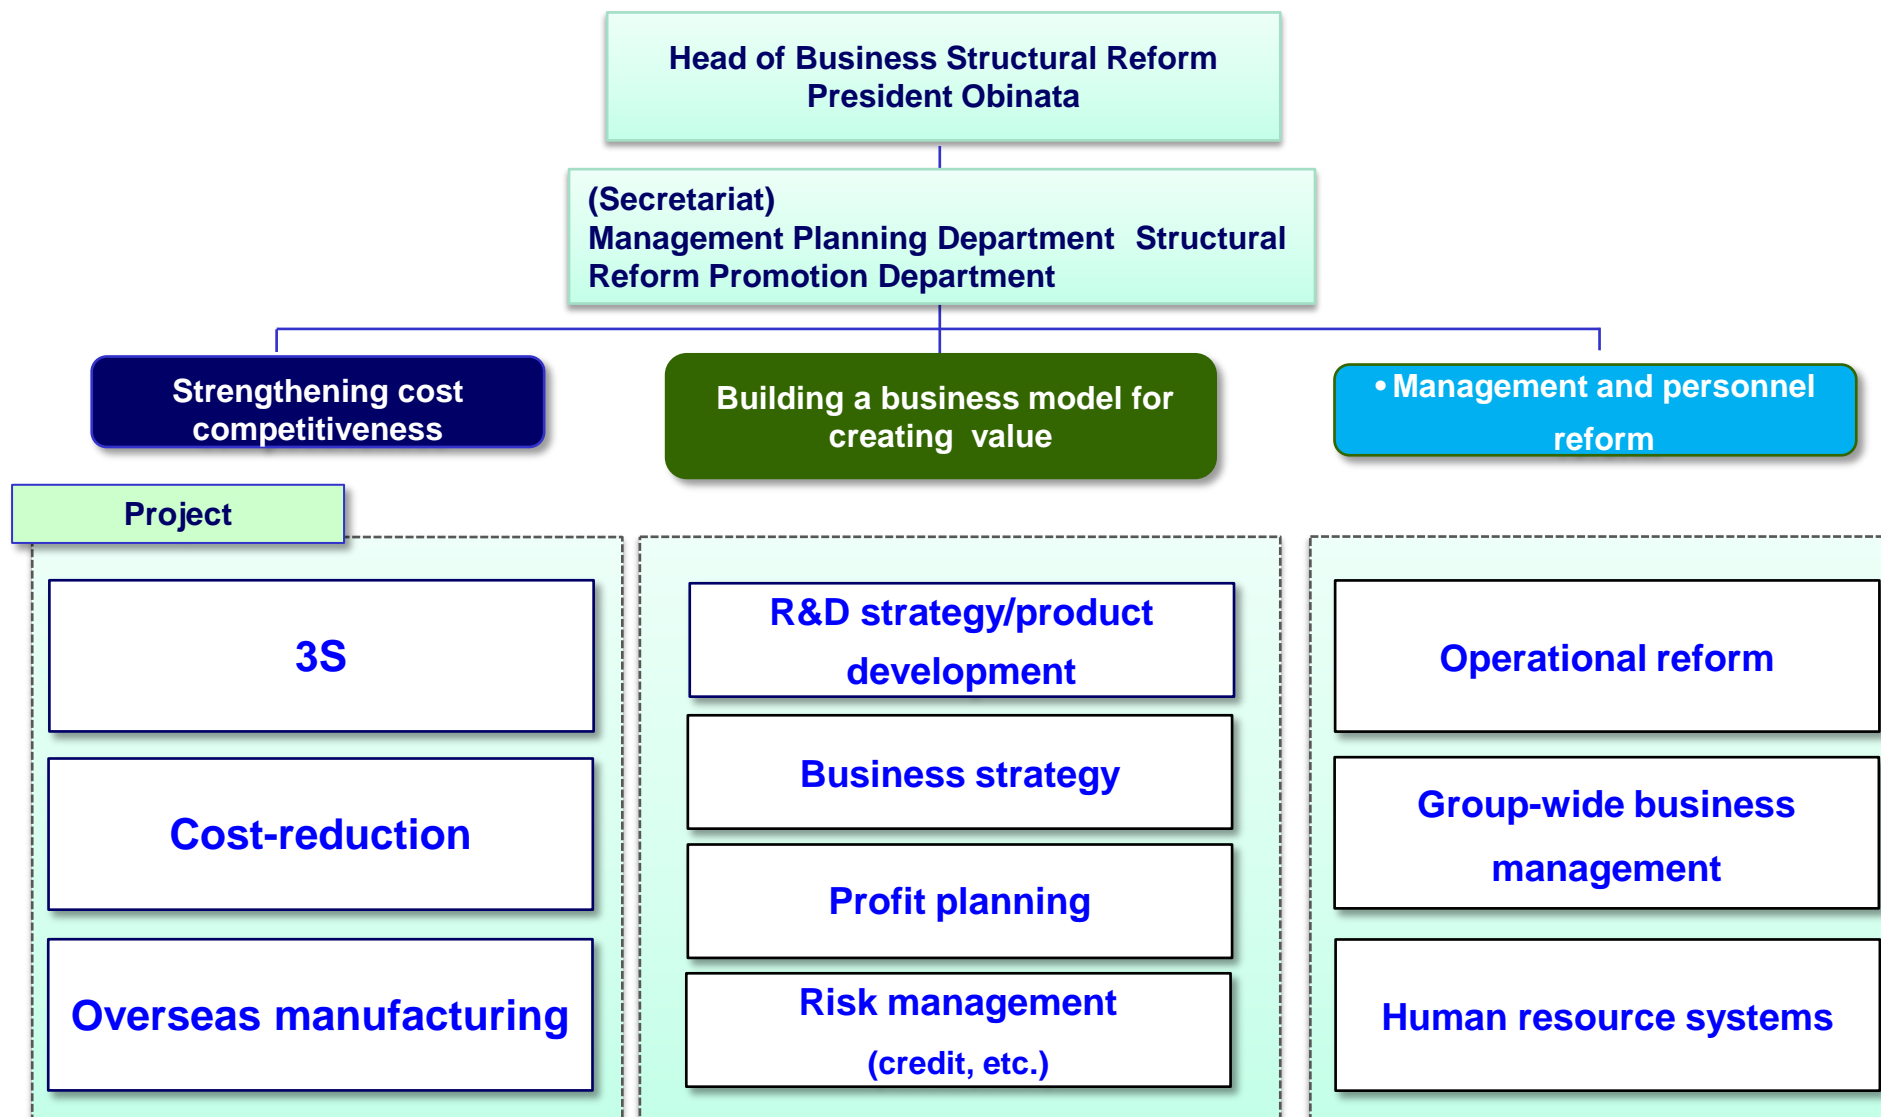 Head of Business Structural Reform
President Obinata
(Secretariat)
Management Planning Department Structural
Reform Promotion Department
Strengthening cost
competitiveness
Building a business model for
creating value
• Management and personnel
reform
Project
3S
Cost-reduction
Overseas manufacturing
R&D strategy/product
development
Business strategy
Profit planning
Risk management
(credit, etc.)
Operational reform
Group-wide business
management
Human resource systems